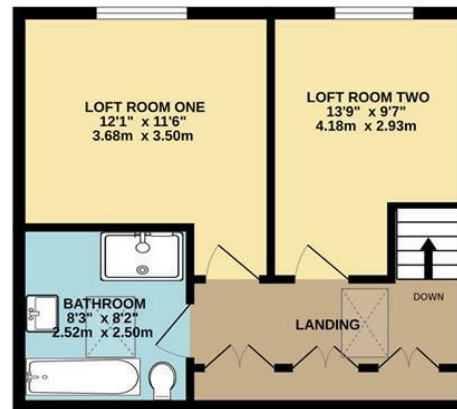 LOFT ROOM ONE
12'1" x 11'6"
3.68m x 3.50m
LOFT ROOM TWO
13'9" x 9'7"
4.18m x 2.93m
BATHROOM
8'3" x 8'2"
2.52m x 2.50m
LANDING
DOWN